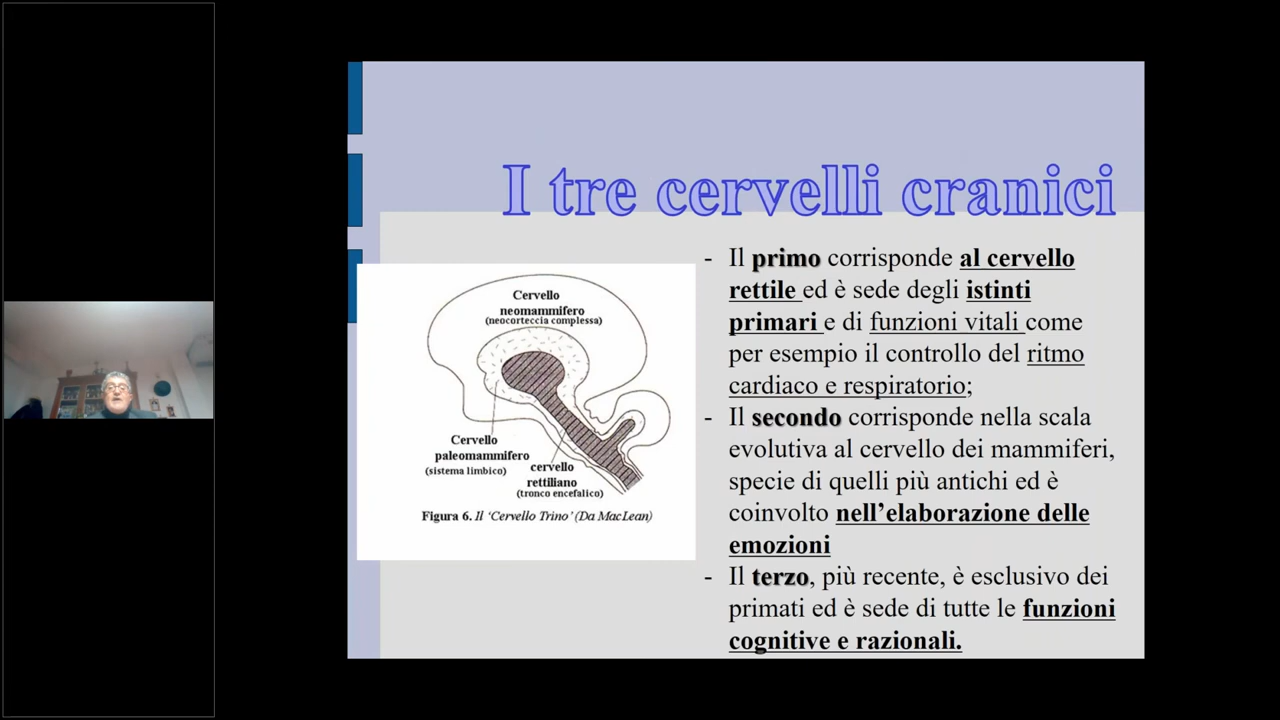 I tre cervelli cranici
Cervello
neomammifero
(neocorteccia complessa)
Cervello
paleomammifero
(sistema limbico)
cervello
rettiliano
(tronco encefalico)
Figura 6. Il ‘Cervello Trino’ (Da MacLean)
- Il primo corrisponde al cervello
rettile ed è sede degli istinti
primari e di funzioni vitali come
per esempio il controllo del ritmo
cardiaco e respiratorio;
- Il secondo corrisponde nella scala
evolutiva al cervello dei mammiferi,
specie di quelli più antichi ed è
coinvolto nell’elaborazione delle
emozioni
- Il terzo, più recente, è esclusivo dei
primati ed è sede di tutte le funzioni
cognitive e razionali.